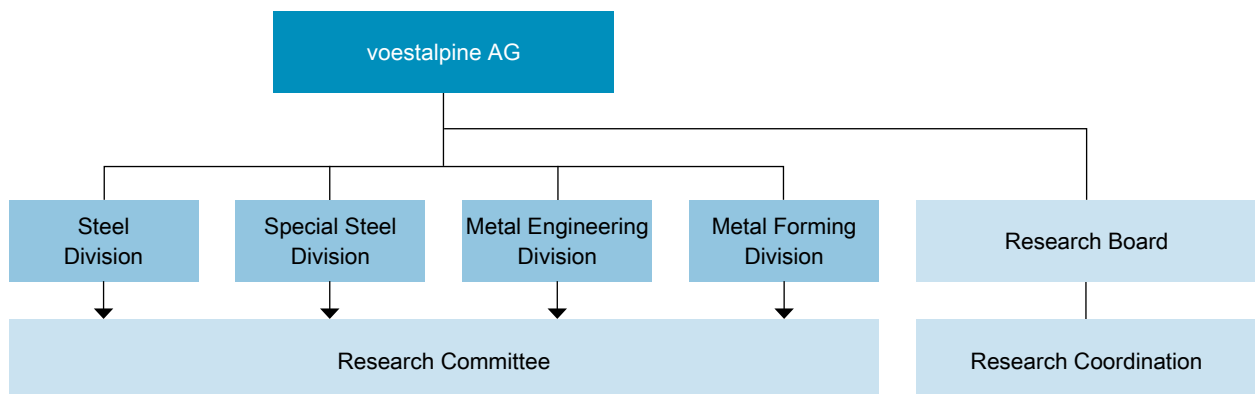 voestalpine AG
Steel
Division
Special Steel
Division
Metal Engineering
Division
Metal Forming
Division
Research Board
Research Committee
Research Coordination